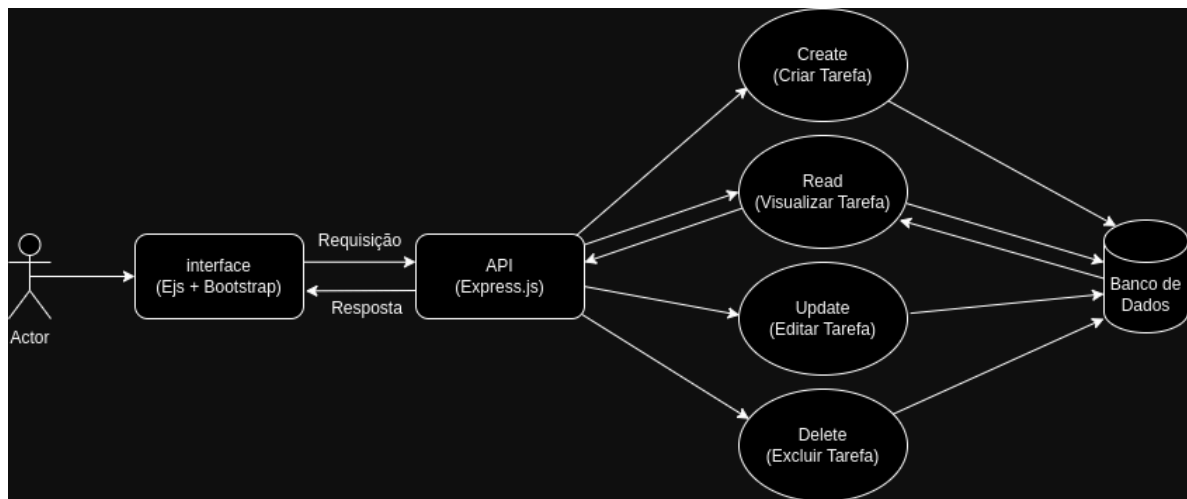 Actor
interface
(Ejs + Bootstrap)
Requisição
Resposta
API
(Express.js)
Create
(Criar Tarefa)
Read
(Visualizar Tarefa)
Update
(Editar Tarefa)
Delete
(Excluir Tarefa)
Banco de
Dados